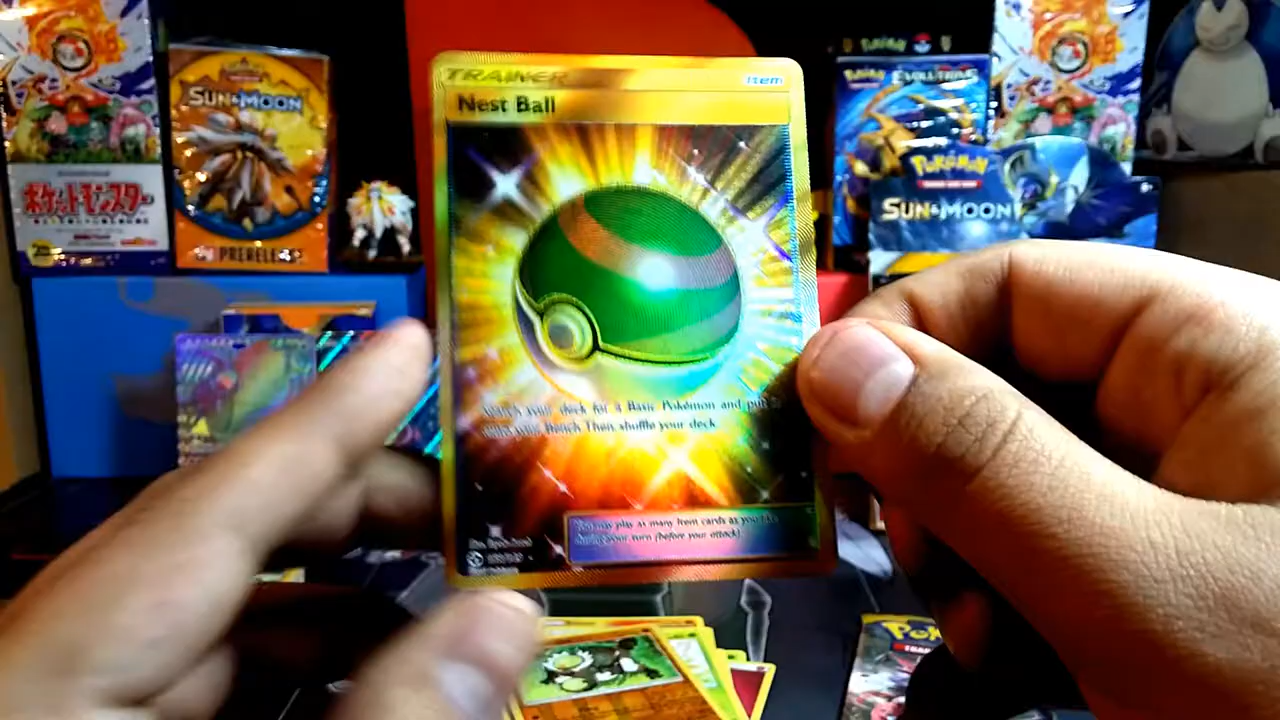 TRAINER
Item
Nest Ball
Search your deck for a Basic Pokémon and put it
onto your Bench. Then shuffle your deck.
You may play as many Item cards as you like
during your turn (before your attack).
SUN & MOON
PRERELEASE
ポケットモンスター
Pokémon
EVOLUTIONS
Pokémon
SUN & MOON